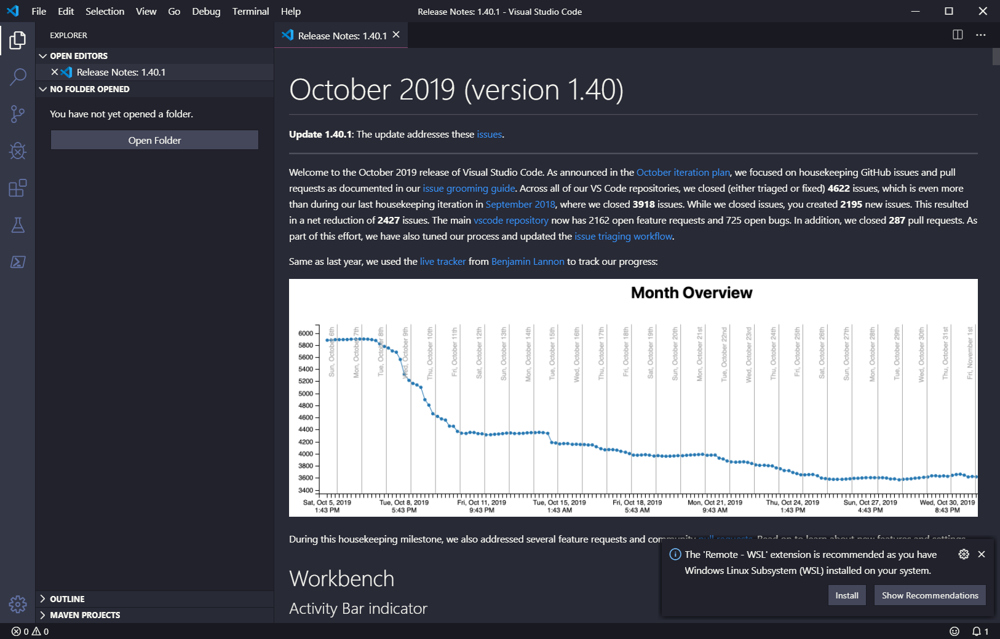 File Edit Selection View Go Debug Terminal Help
Release Notes: 1.40.1 - Visual Studio Code
EXPLORER
OPEN EDITORS
Release Notes: 1.40.1
NO FOLDER OPENED
You have not yet opened a folder.
Open Folder
OUTLINE
MAVEN PROJECTS
Release Notes: 1.40.1
October 2019 (version 1.40)
Update 1.40.1: The update addresses these issues.
Welcome to the October 2019 release of Visual Studio Code. As announced in the October iteration plan, we focused on housekeeping GitHub issues and pull
requests as documented in our issue grooming guide. Across all of our VS Code repositories, we closed (either triaged or fixed) 4622 issues, which is even more
than during our last housekeeping iteration in September 2018, where we closed 3918 issues. While we closed issues, you created 2195 new issues. This resulted
in a net reduction of 2427 issues. The main vscode repository now has 2162 open feature requests and 725 open bugs. In addition, we closed 287 pull requests. As
part of this effort, we have also tuned our process and updated the issue triaging workflow.
Same as last year, we used the live tracker from Benjamin Lannon to track our progress:
Month Overview
6000
5800
5600
5400
5200
5000
4800
4600
4400
4200
4000
3800
3600
3400
Sun, October 6th
Mon, October 7th
Tue, October 8th
Wed, October 9th
Thu, October 10th
Fri, October 11th
Sat, October 12th
Sun, October 13th
Mon, October 14th
Tue, October 15th
Wed, October 16th
Thu, October 17th
Fri, October 18th
Sat, October 19th
Sun, October 20th
Mon, October 21st
Tue, October 22nd
Wed, October 23rd
Thu, October 24th
Fri, October 25th
Sat, October 26th
Sun, October 27th
Mon, October 28th
Tue, October 29th
Wed, October 30th
Thu, October 31st
Fri, November 1st
Sat, Oct 5, 2019 Tue, Oct 8, 2019 Fri, Oct 11, 2019 Tue, Oct 15, 2019 Fri, Oct 18, 2019 Mon, Oct 21, 2019 Thu, Oct 24, 2019 Sun, Oct 27, 2019 Wed, Oct 30, 2019
1:43 PM 5:43 PM 9:43 PM 1:43 AM 5:43 AM 9:43 AM 1:43 PM 4:43 PM 8:43 PM
During this housekeeping milestone, we also addressed several feature requests and community pull requests. Read on to learn about new features and settings.
Workbench
Activity Bar indicator
The 'Remote - WSL' extension is recommended as you have
Windows Linux Subsystem (WSL) installed on your system.
Install
Show Recommendations
0 0
1